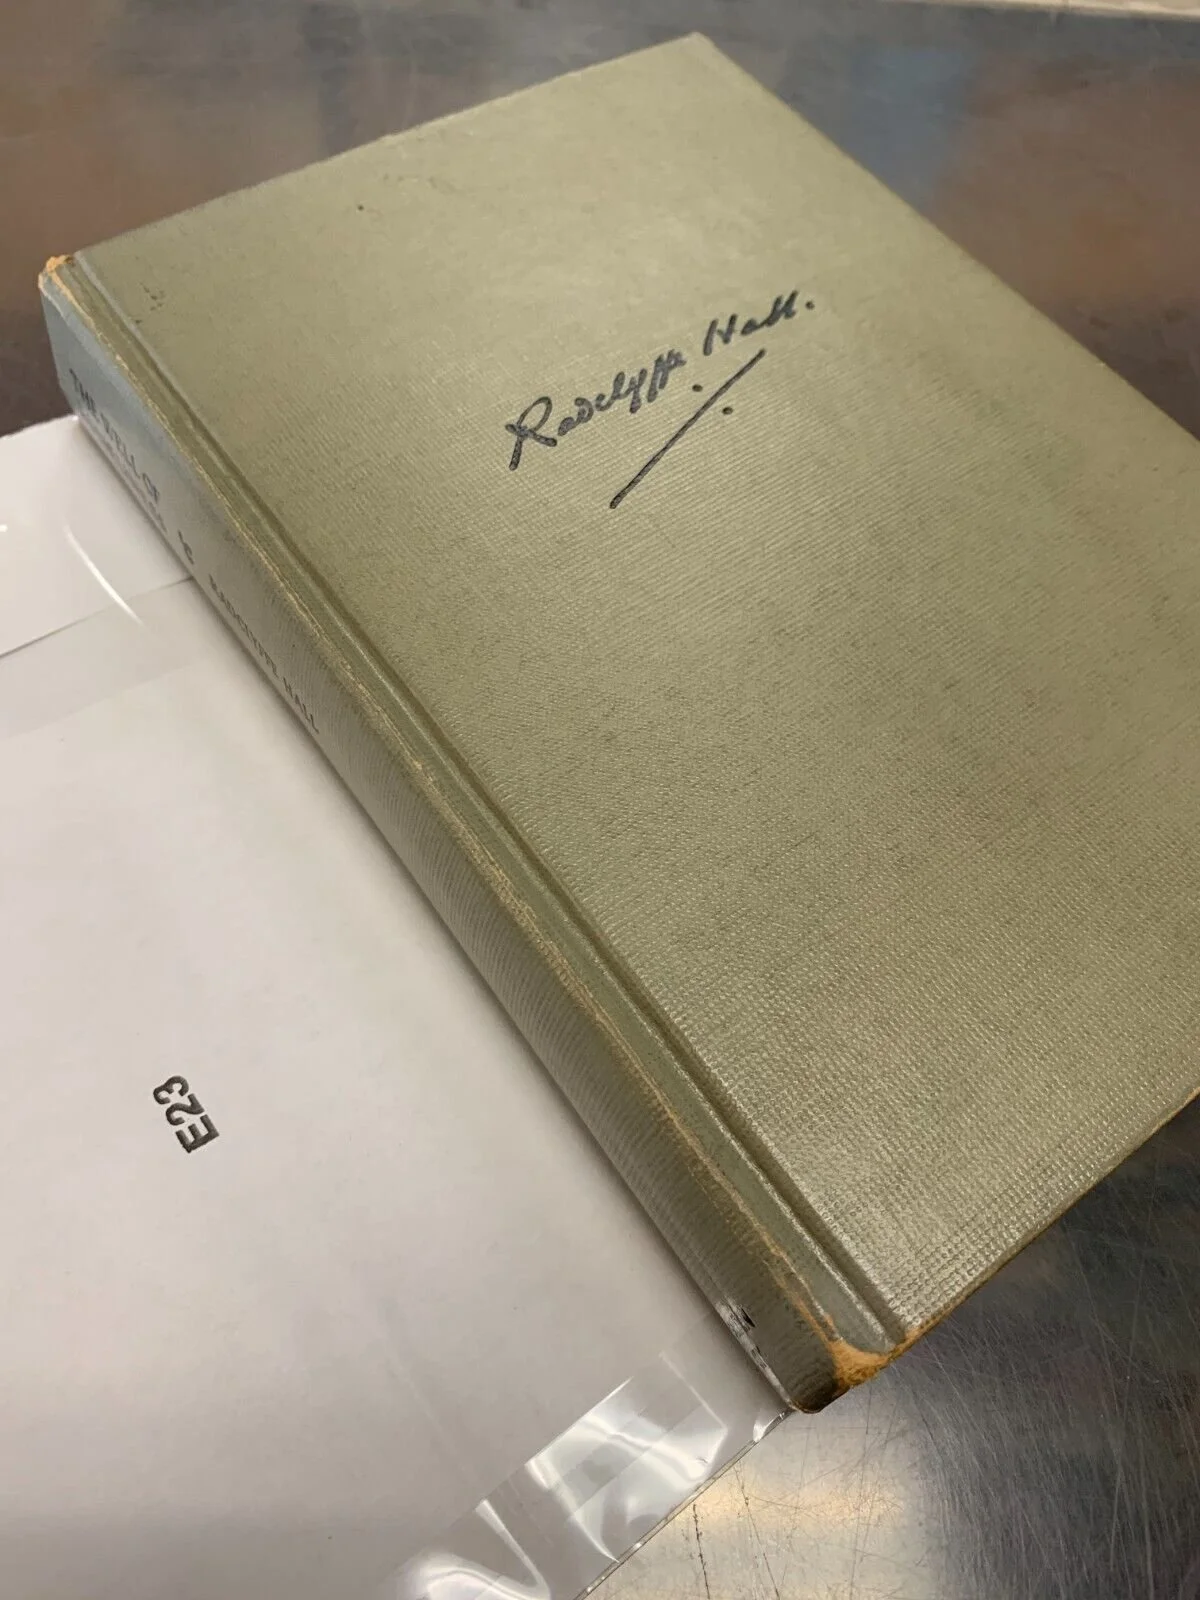 Radclyffe Hall.
THE WELL OF
RADCLYFFE HALL
E23